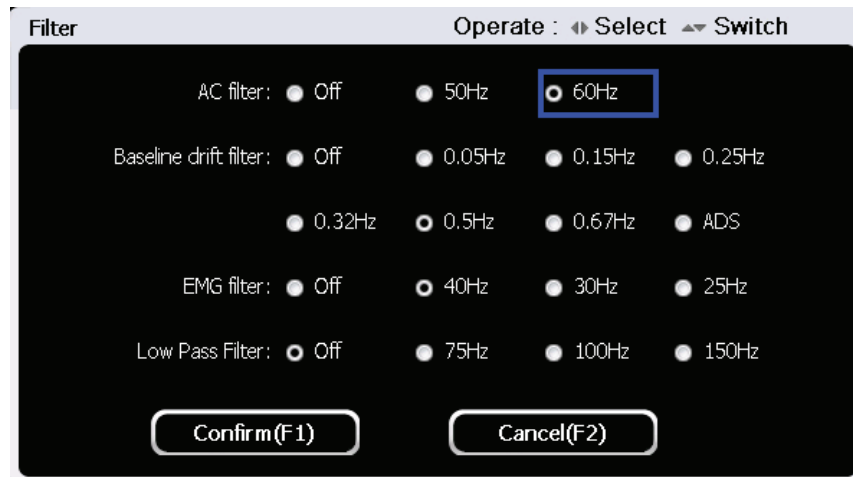 Filter Operate : Select Switch
AC filter: Off 50Hz 60Hz
Baseline drift filter: Off 0.05Hz 0.15Hz 0.25Hz
0.32Hz 0.5Hz 0.67Hz ADS
EMG filter: Off 40Hz 30Hz 25Hz
Low Pass Filter: Off 75Hz 100Hz 150Hz
Confirm(F1) Cancel(F2)